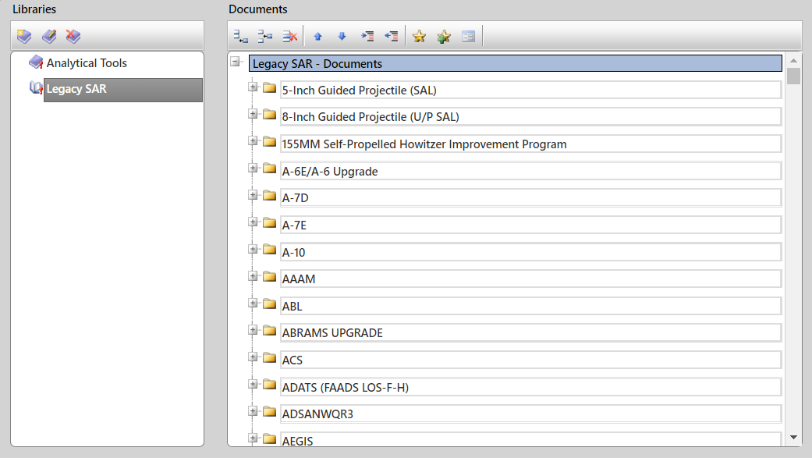 Libraries
Analytical Tools
Legacy SAR
Documents
Legacy SAR - Documents
5-Inch Guided Projectile (SAL)
8-Inch Guided Projectile (U/P SAL)
155MM Self-Propelled Howitzer Improvement Program
A-6E/A-6 Upgrade
A-7D
A-7E
A-10
AAAM
ABL
ABRAMS UPGRADE
ACS
ADATS (FAADS LOS-F-H)
ADSANWQR3
AEGIS